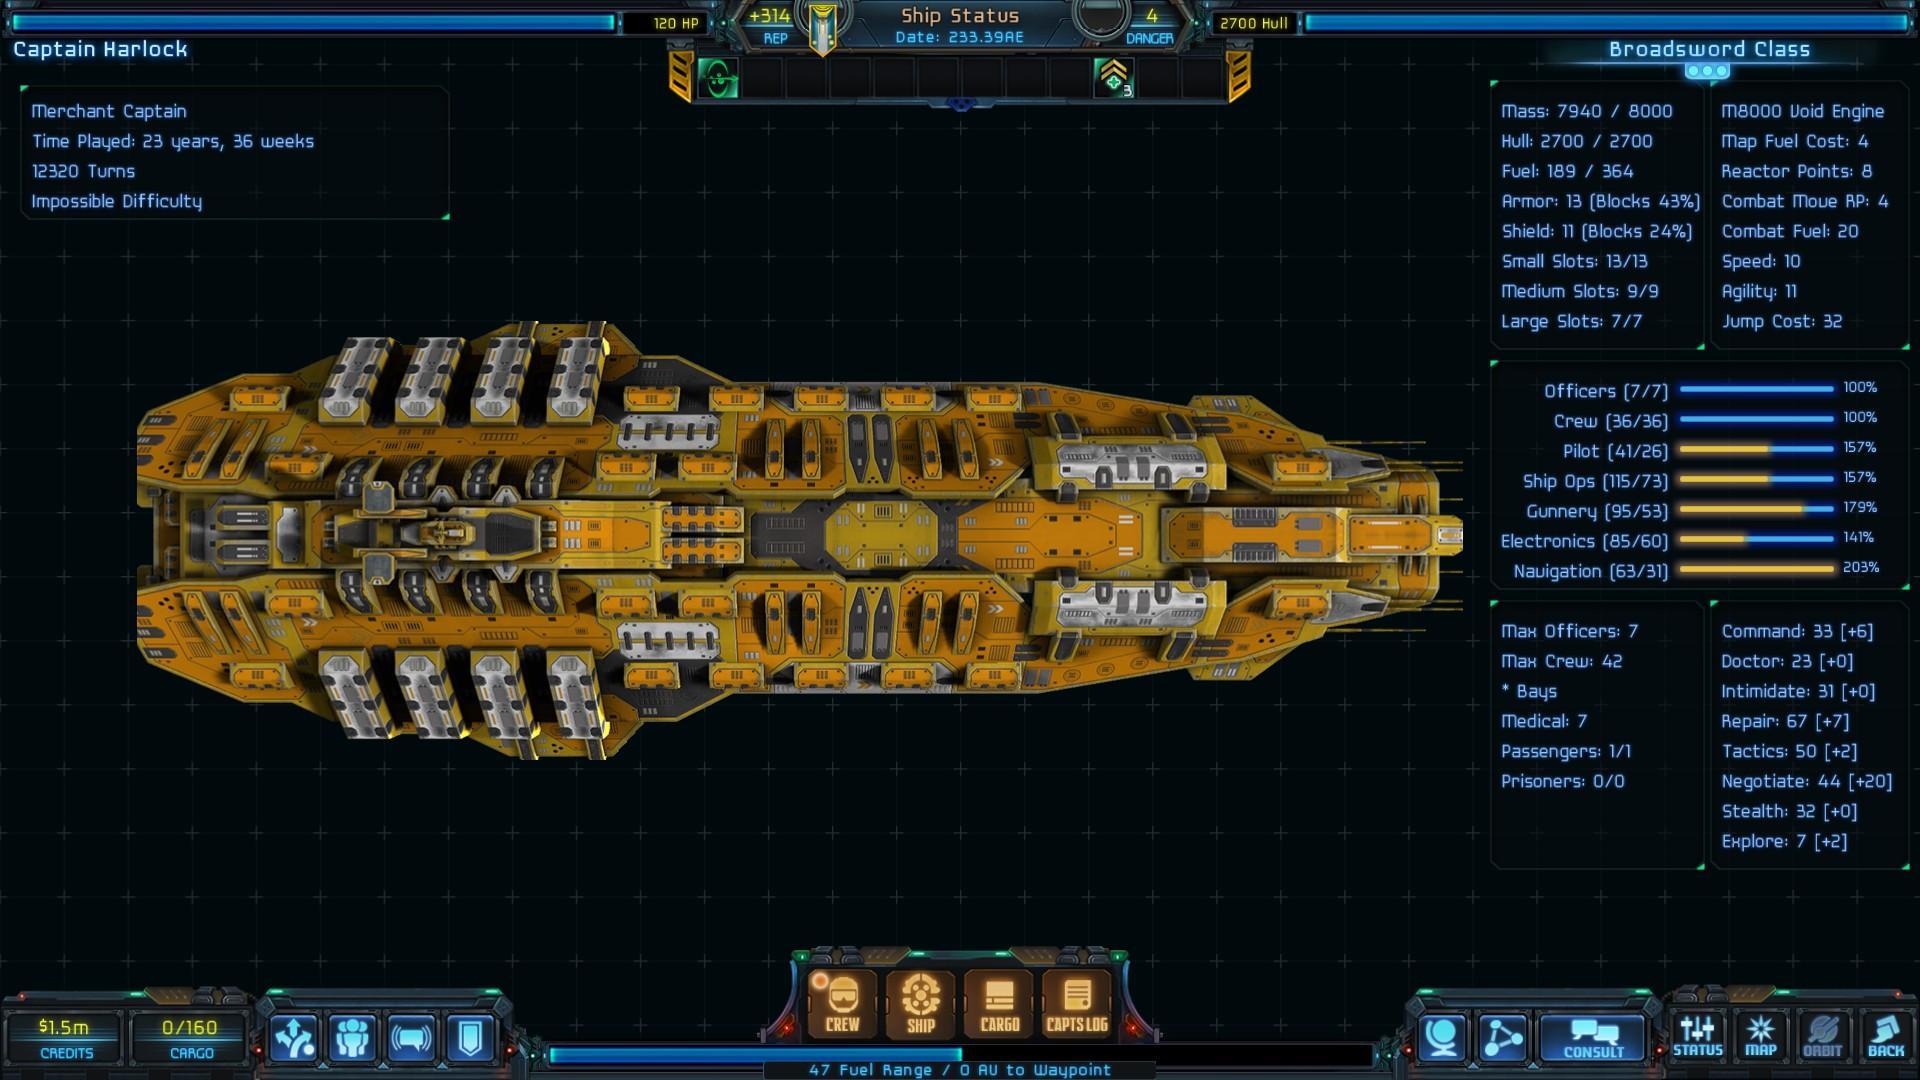 120 HP
+314
REP
Ship Status
Date: 233.39AE
4
DANGER
2700 Hull
Captain Harlock
Broadsword Class
3
Merchant Captain
Time Played: 23 years, 36 weeks
12320 Turns
Impossible Difficulty
Mass: 7940 / 8000
Hull: 2700 / 2700
Fuel: 189 / 364
Armor: 13 (Blocks 43%)
Shield: 11 (Blocks 24%)
Small Slots: 13/13
Medium Slots: 9/9
Large Slots: 7/7
M8000 Void Engine
Map Fuel Cost: 4
Reactor Points: 8
Combat Move RP: 4
Combat Fuel: 20
Speed: 10
Agility: 11
Jump Cost: 32
Officers (7/7) 100%
Crew (36/36) 100%
Pilot (41/26) 157%
Ship Ops (115/73) 157%
Gunnery (95/53) 179%
Electronics (85/60) 141%
Navigation (63/31) 203%
Max Officers: 7
Max Crew: 42
* Bays
Medical: 7
Passengers: 1/1
Prisoners: 0/0
Command: 33 [+6]
Doctor: 23 [+0]
Intimidate: 31 [+0]
Repair: 67 [+7]
Tactics: 50 [+2]
Negotiate: 44 [+20]
Stealth: 32 [+0]
Explore: 7 [+2]
$1.5m
CREDITS
0/160
CARGO
CREW
SHIP
CARGO
CAPTS LOG
47 Fuel Range / 0 AU to Waypoint
CONSULT
STATUS
MAP
ORBIT
BACK